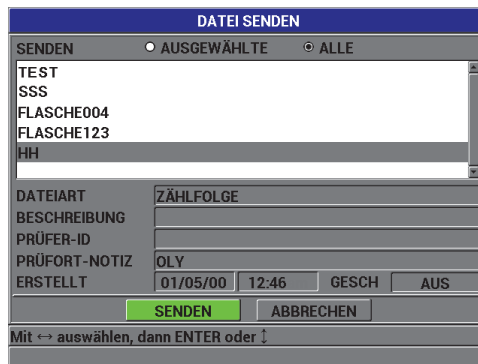 DATEI SENDEN
SENDEN AUSGEWÄHLTE ALLE
TEST
SSS
FLASCHE004
FLASCHE123
HH
DATEIART ZÄHLFOLGE
BESCHREIBUNG
PRÜFER-ID
PRÜFORT-NOTIZ OLY
ERSTELLT 01/05/00 12:46 GESCH AUS
SENDEN ABBRECHEN
Mit ↔ auswählen, dann ENTER oder ↕